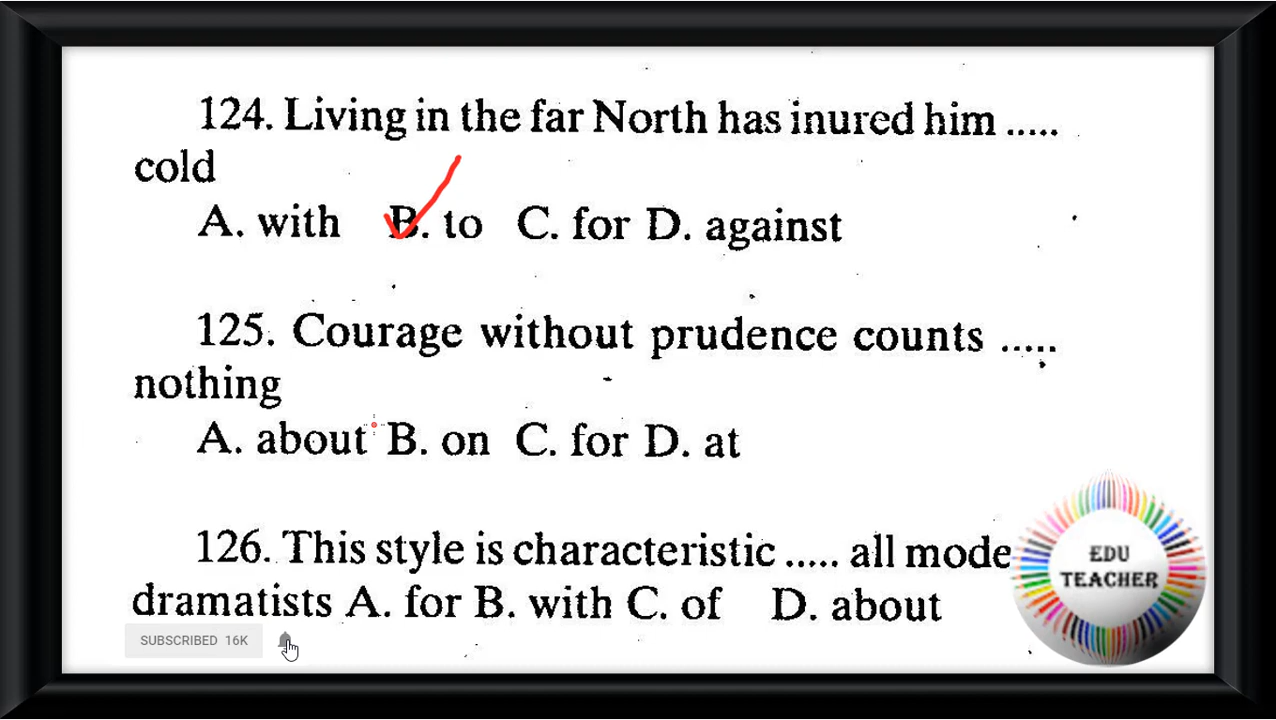 124. Living in the far North has inured him .....
cold
A. with B. to C. for D. against
125. Courage without prudence counts .....
nothing
A. about B. on C. for D. at
126. This style is characteristic ..... all mode
dramatists A. for B. with C. of D. about
EDU
TEACHER
SUBSCRIBED 16K